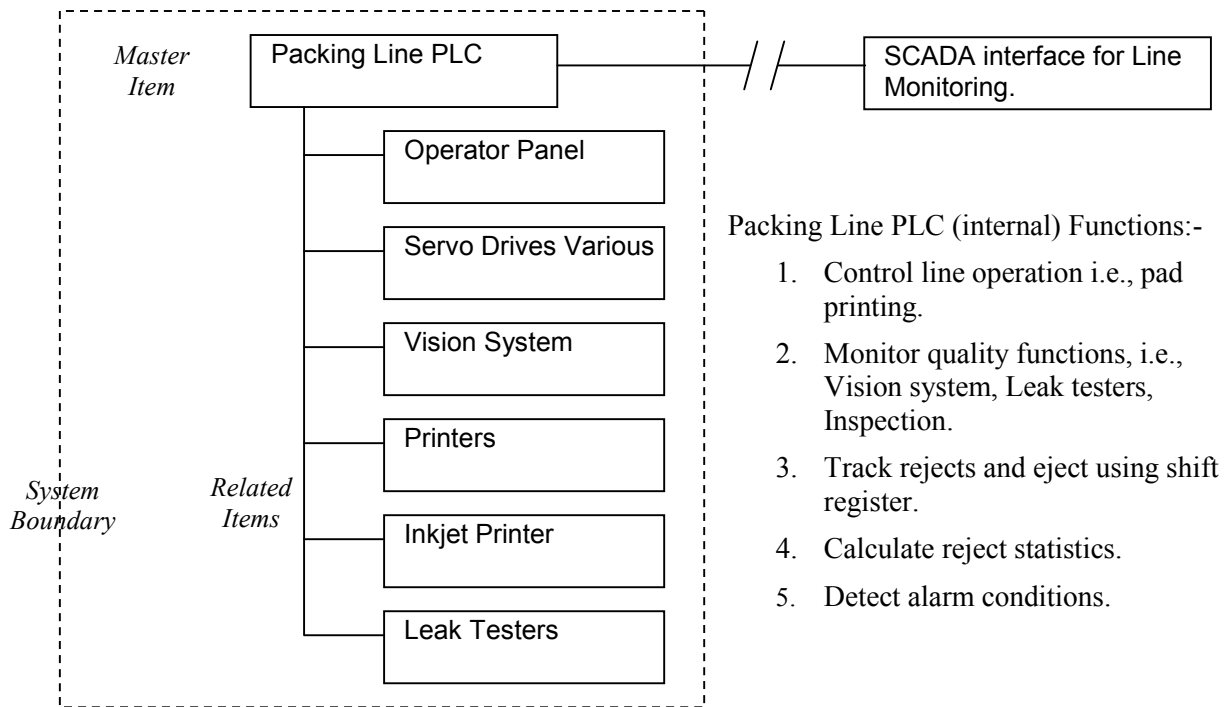 Master
Item
Packing Line PLC
SCADA interface for Line
Monitoring.
Operator Panel
Servo Drives Various
Vision System
Printers
Inkjet Printer
Leak Testers
System
Boundary
Related
Items
Packing Line PLC (internal) Functions:-
1. Control line operation i.e., pad
printing.
2. Monitor quality functions, i.e.,
Vision system, Leak testers,
Inspection.
3. Track rejects and eject using shift
register.
4. Calculate reject statistics.
5. Detect alarm conditions.